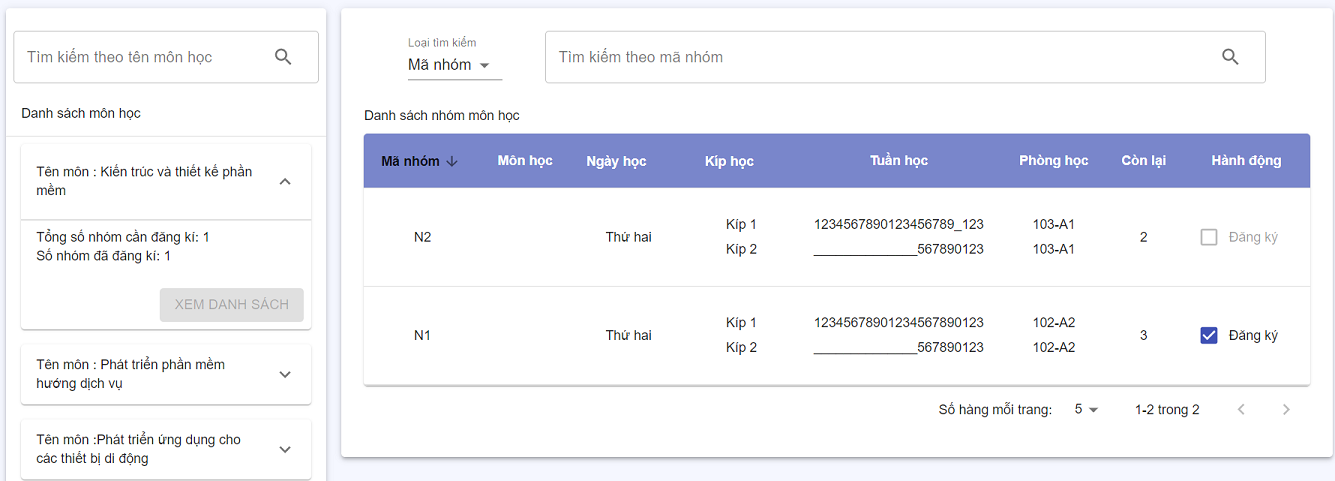 Tìm kiếm theo tên môn học
Danh sách môn học
Tên môn : Kiến trúc và thiết kế phần
mềm
Tổng số nhóm cần đăng kí: 1
Số nhóm đã đăng kí: 1
XEM DANH SÁCH
Tên môn : Phát triển phần mềm
hướng dịch vụ
Tên môn :Phát triển ứng dụng cho
các thiết bị di động
Loại tìm kiếm
Mã nhóm
Tìm kiếm theo mã nhóm
Danh sách nhóm môn học
Mã nhóm Môn học Ngày học Kíp học Tuần học Phòng học Còn lại Hành động
Kíp 1 1234567890123456789_123 103-A1
N2 Thứ hai 2 Đăng ký
Kíp 2 ______________567890123 103-A1
Kíp 1 12345678901234567890123 102-A2
N1 Thứ hai 3 Đăng ký
Kíp 2 ______________567890123 102-A2
Số hàng mỗi trang: 5 1-2 trong 2